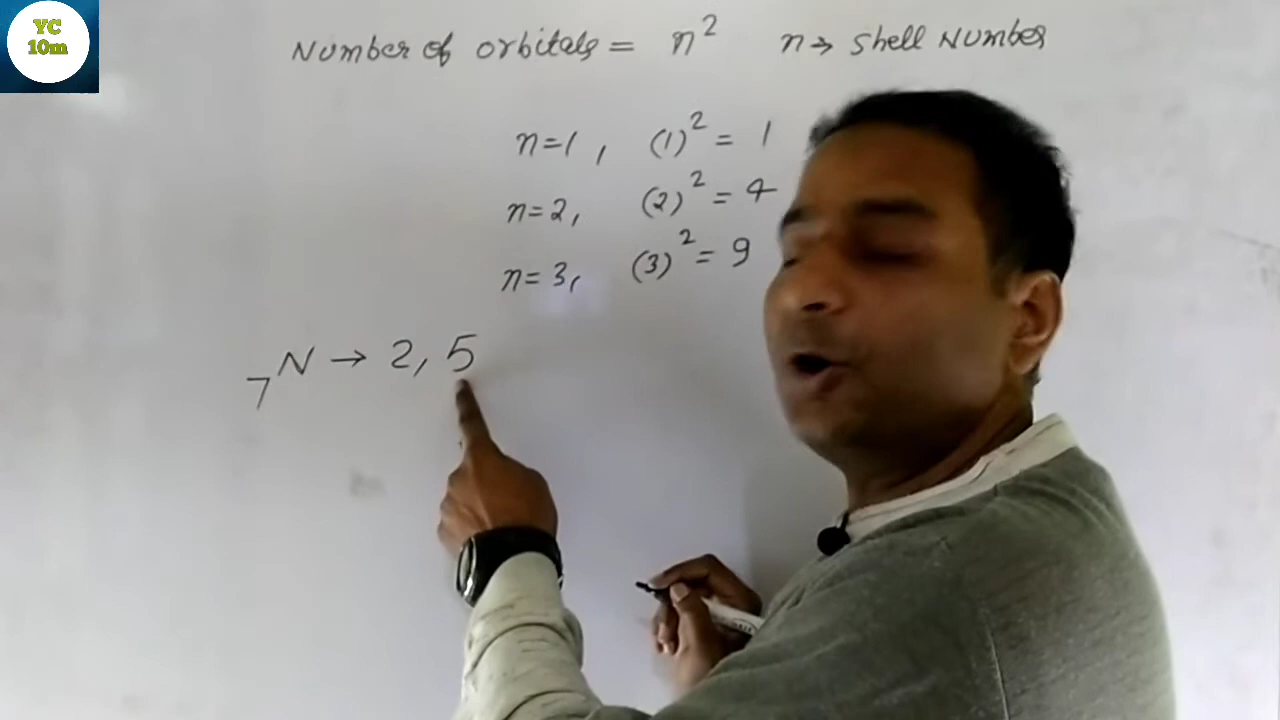 YC
10m
Number of orbitals = n² n → Shell Number
n=1, (1)² = 1
n=2, (2)² = 4
n=3, (3)² = 9
₇N → 2, 5